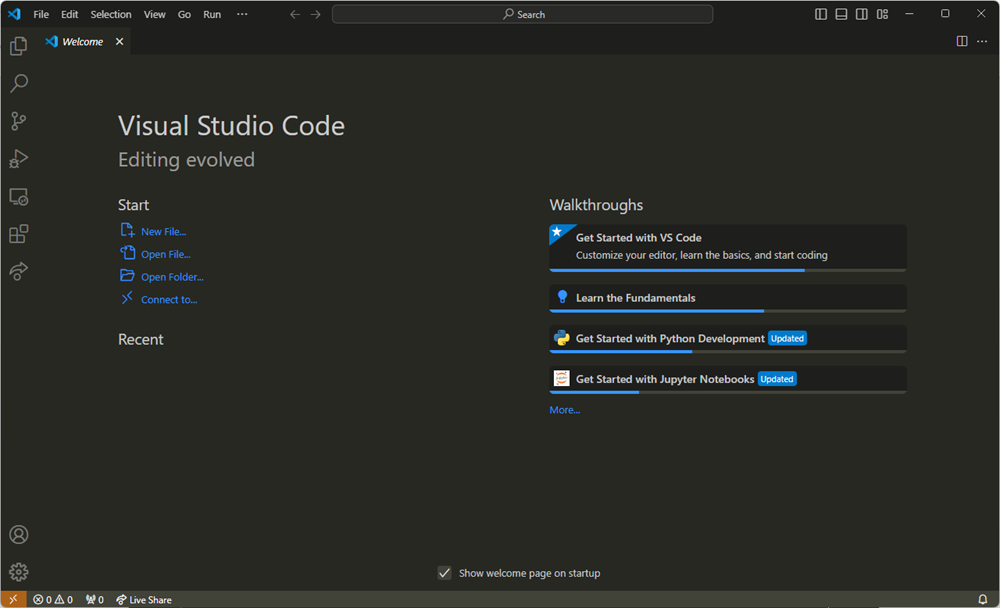 File Edit Selection View Go Run ··· Search
Welcome
Visual Studio Code
Editing evolved
Start
New File...
Open File...
Open Folder...
Connect to...
Recent
Walkthroughs
Get Started with VS Code
Customize your editor, learn the basics, and start coding
Learn the Fundamentals
Get Started with Python Development Updated
Get Started with Jupyter Notebooks Updated
More...
Show welcome page on startup
0 0 0 Live Share